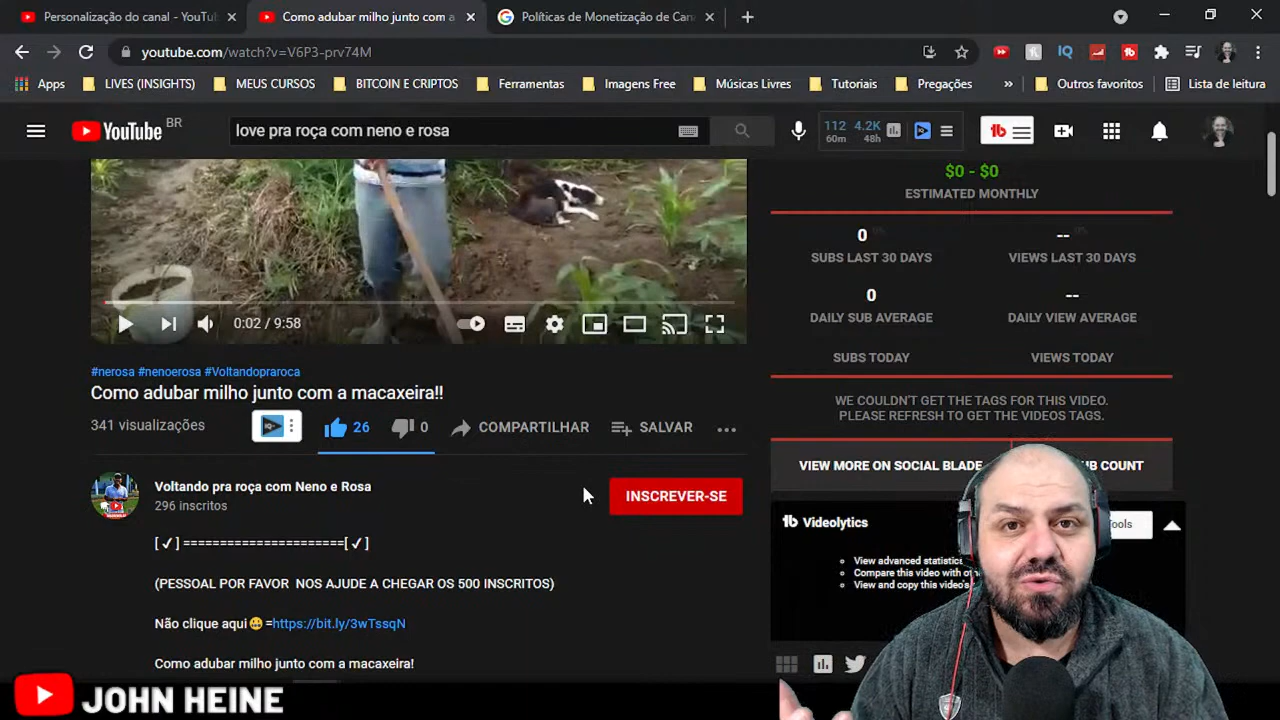 Personalização do canal - YouTu
Como adubar milho junto com a
Políticas de Monetização de Can
youtube.com/watch?v=V6P3-prv74M
Apps
LIVES (INSIGHTS)
MEUS CURSOS
BITCOIN E CRIPTOS
Ferramentas
Imagens Free
Músicas Livres
Tutoriais
Pregações
»
Outros favoritos
Lista de leitura
YouTube BR
love pra roça com neno e rosa
112 4.2K
60m 48h
$0 - $0
ESTIMATED MONTHLY
0 0%
-- 0%
SUBS LAST 30 DAYS
VIEWS LAST 30 DAYS
0
--
DAILY SUB AVERAGE
DAILY VIEW AVERAGE
SUBS TODAY
VIEWS TODAY
WE COULDN'T GET THE TAGS FOR THIS VIDEO.
PLEASE REFRESH TO GET THE VIDEOS TAGS.
VIEW MORE ON SOCIAL BLADE
UB COUNT
Videolytics
ools
View advanced statistics
Compare this video with ot
View and copy this video's
0:02 / 9:58
#nerosa #nenoerosa #Voltandopraroca
Como adubar milho junto com a macaxeira!!
341 visualizações
IQ
26
0
COMPARTILHAR
SALVAR
Voltando pra roça com Neno e Rosa
296 inscritos
INSCREVER-SE
[ ✓ ] ======================[ ✓ ]
(PESSOAL POR FAVOR NOS AJUDE A CHEGAR OS 500 INSCRITOS)
Não clique aqui🤐=https://bit.ly/3wTssqN
Como adubar milho junto com a macaxeira!
JOHN HEINE